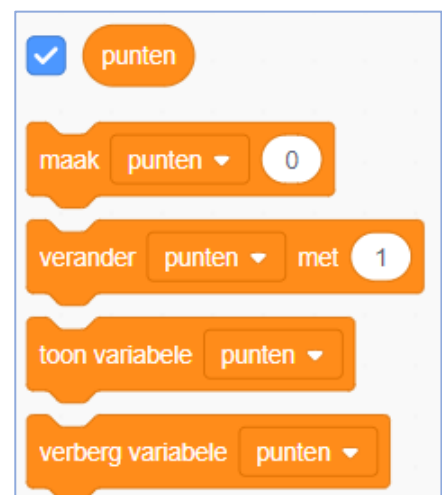 punten
maak punten 0
verander punten met 1
toon variabele punten
verberg variabele punten